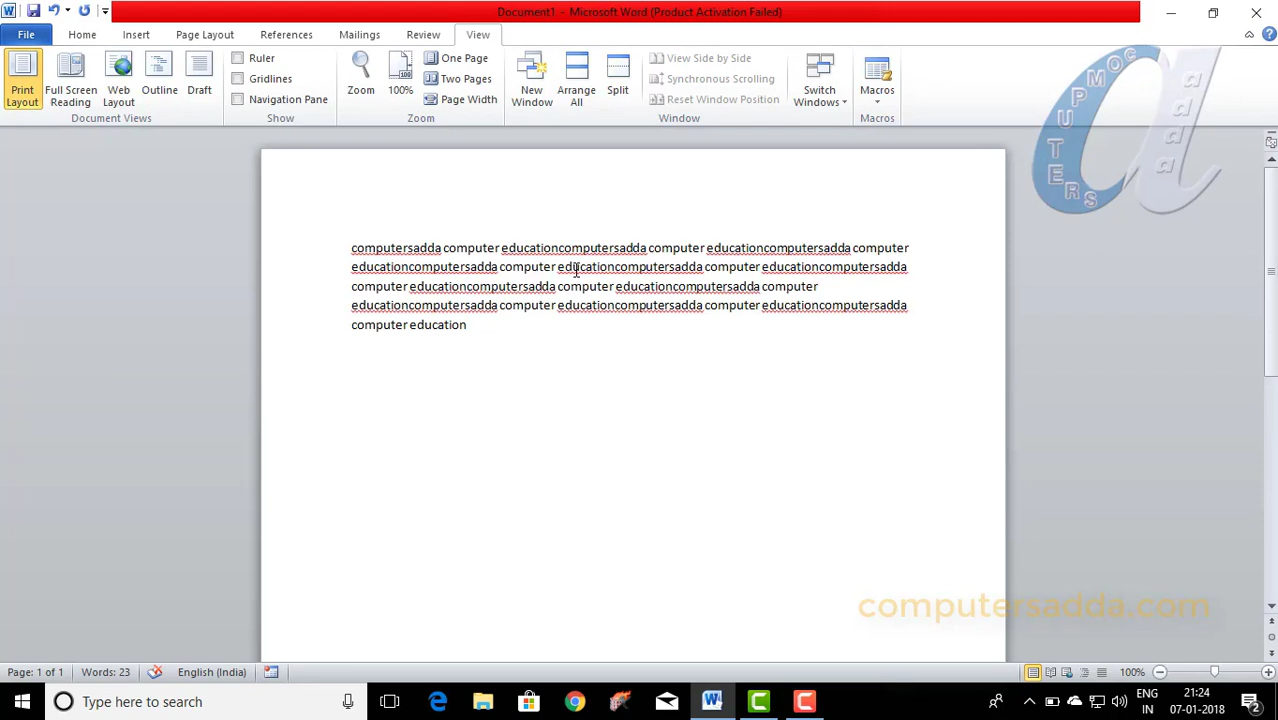 Document1 - Microsoft Word (Product Activation Failed)
File Home Insert Page Layout References Mailings Review View
Print Layout
Full Screen Reading
Web Layout
Outline
Draft
Document Views
Ruler
Gridlines
Navigation Pane
Show
Zoom
100
100%
One Page
Two Pages
Page Width
Zoom
New Window
Arrange All
Split
View Side by Side
Synchronous Scrolling
Reset Window Position
Window
Switch Windows
Macros
Macros
COMPUTERS
adda
computersadda computer educationcomputersadda computer educationcomputersadda computer
educationcomputersadda computer educationcomputersadda computer educationcomputersadda
computer educationcomputersadda computer educationcomputersadda computer
educationcomputersadda computer educationcomputersadda computer educationcomputersadda
computer education
computersadda.com
Page: 1 of 1 Words: 23 English (India) 100%
Type here to search
ENG
IN
21:24
07-01-2018
2